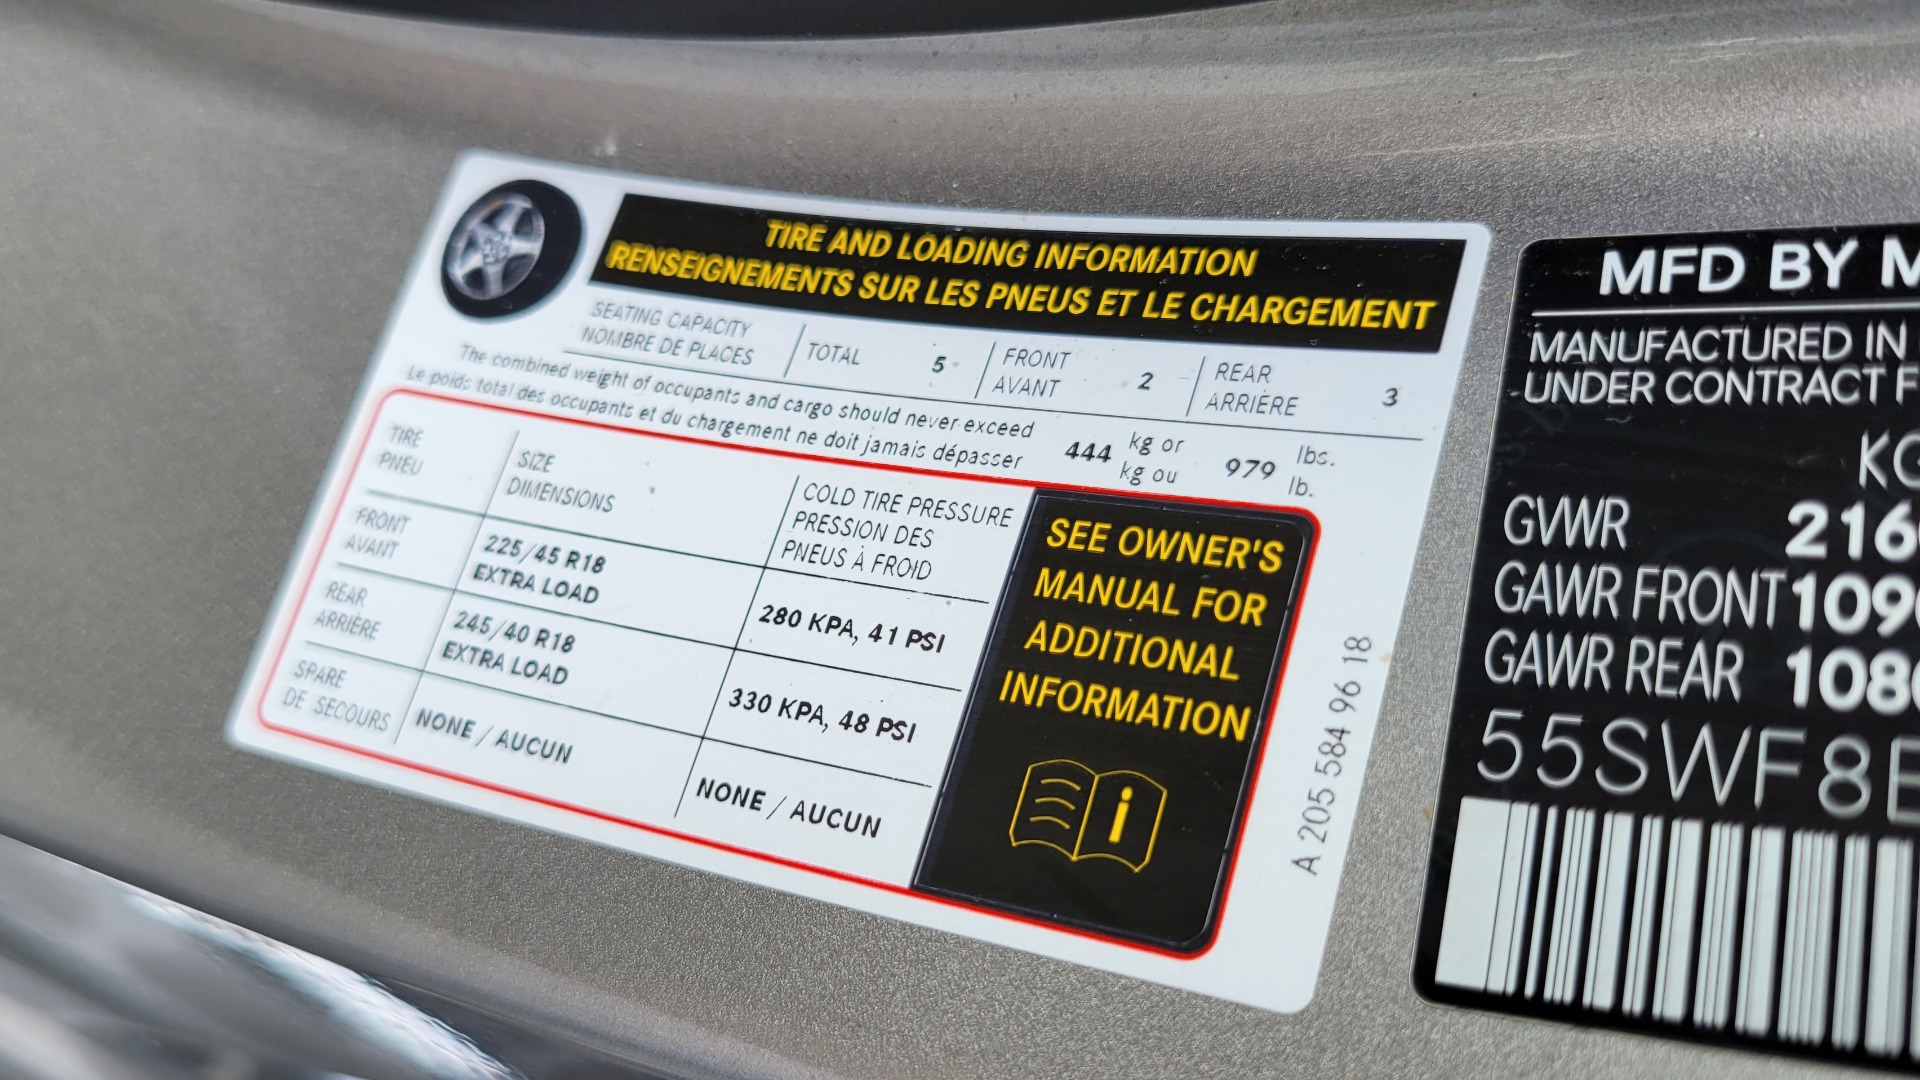 TIRE AND LOADING INFORMATION
RENSEIGNEMENTS SUR LES PNEUS ET LE CHARGEMENT
SEATING CAPACITY
NOMBRE DE PLACES
TOTAL 5
FRONT
AVANT
2
REAR
ARRIÈRE
3
The combined weight of occupants and cargo should never exceed
Le poids total des occupants et du chargement ne doit jamais dépasser
444
kg or
kg ou
979
lbs.
lb.
TIRE
PNEU
SIZE
DIMENSIONS
COLD TIRE PRESSURE
PRESSION DES
PNEUS À FROID
FRONT
AVANT
225/45 R18
EXTRA LOAD
280 KPA, 41 PSI
REAR
ARRIÈRE
245/40 R18
EXTRA LOAD
330 KPA, 48 PSI
SPARE
DE SECOURS
NONE / AUCUN
NONE / AUCUN
SEE OWNER'S
MANUAL FOR
ADDITIONAL
INFORMATION
i
A 205 584 96 18
MFD BY
MANUFACTURED IN
UNDER CONTRACT
GVWR 216
GAWR FRONT 109
GAWR REAR 108
55SWF8